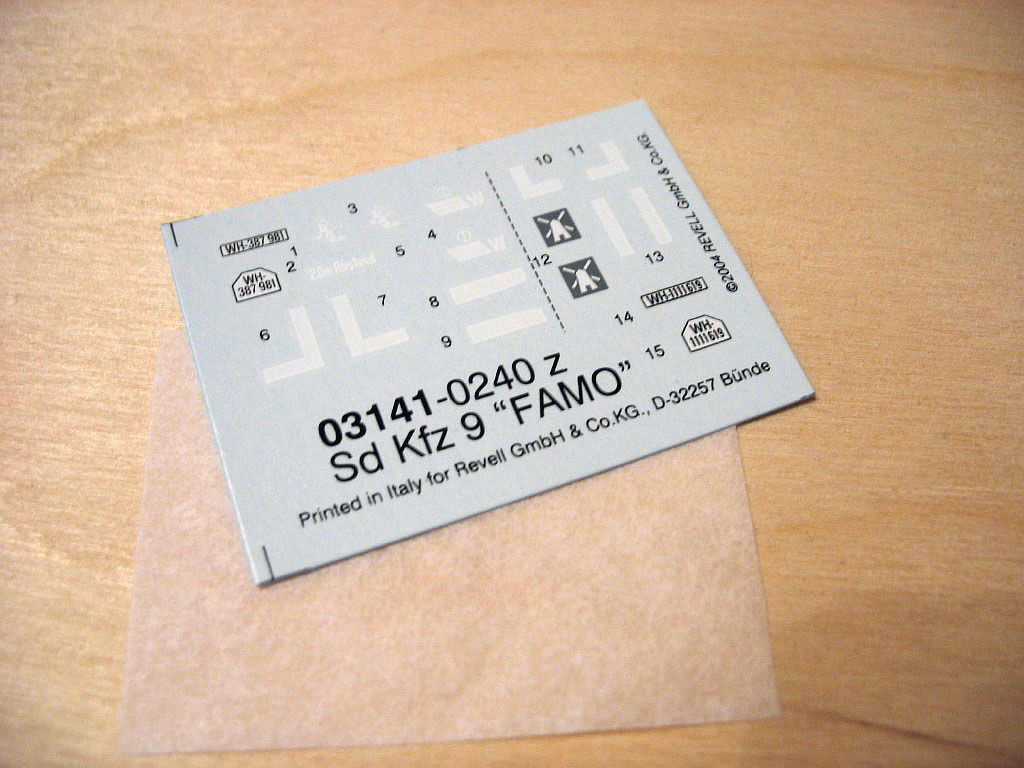 WH-387 981
1
WH-
387 981
2
3
4
5
6
7
8
9
W
W
10
11
12
13
WH-1111619
14
WH-
1111619
15
03141-0240 z
Sd Kfz 9 “FAMO”
Printed in Italy for Revell GmbH & Co.KG., D-32257 Bünde
©2004 REVELL GmbH & Co.KG.